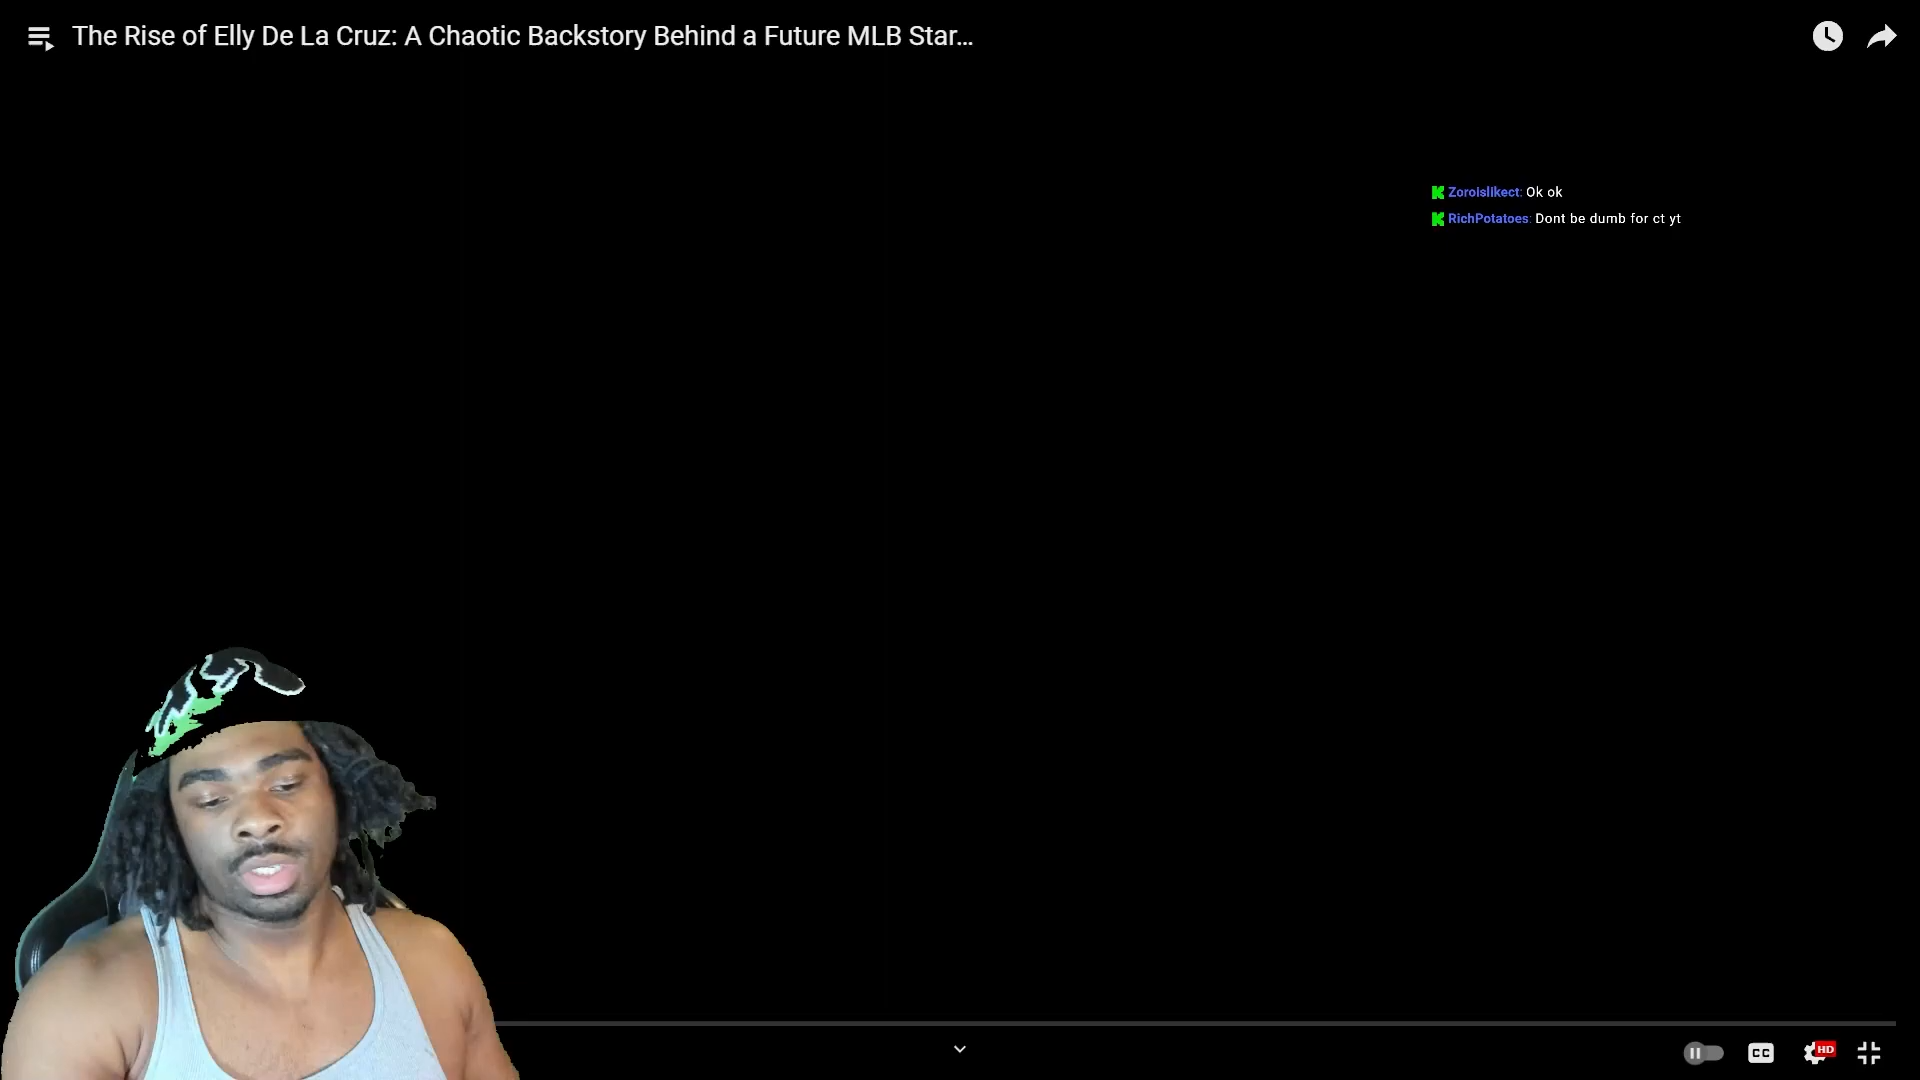 The Rise of Elly De La Cruz: A Chaotic Backstory Behind a Future MLB Star...
Zoroislikect: Ok ok
RichPotatoes: Dont be dumb for ct yt
CC
HD